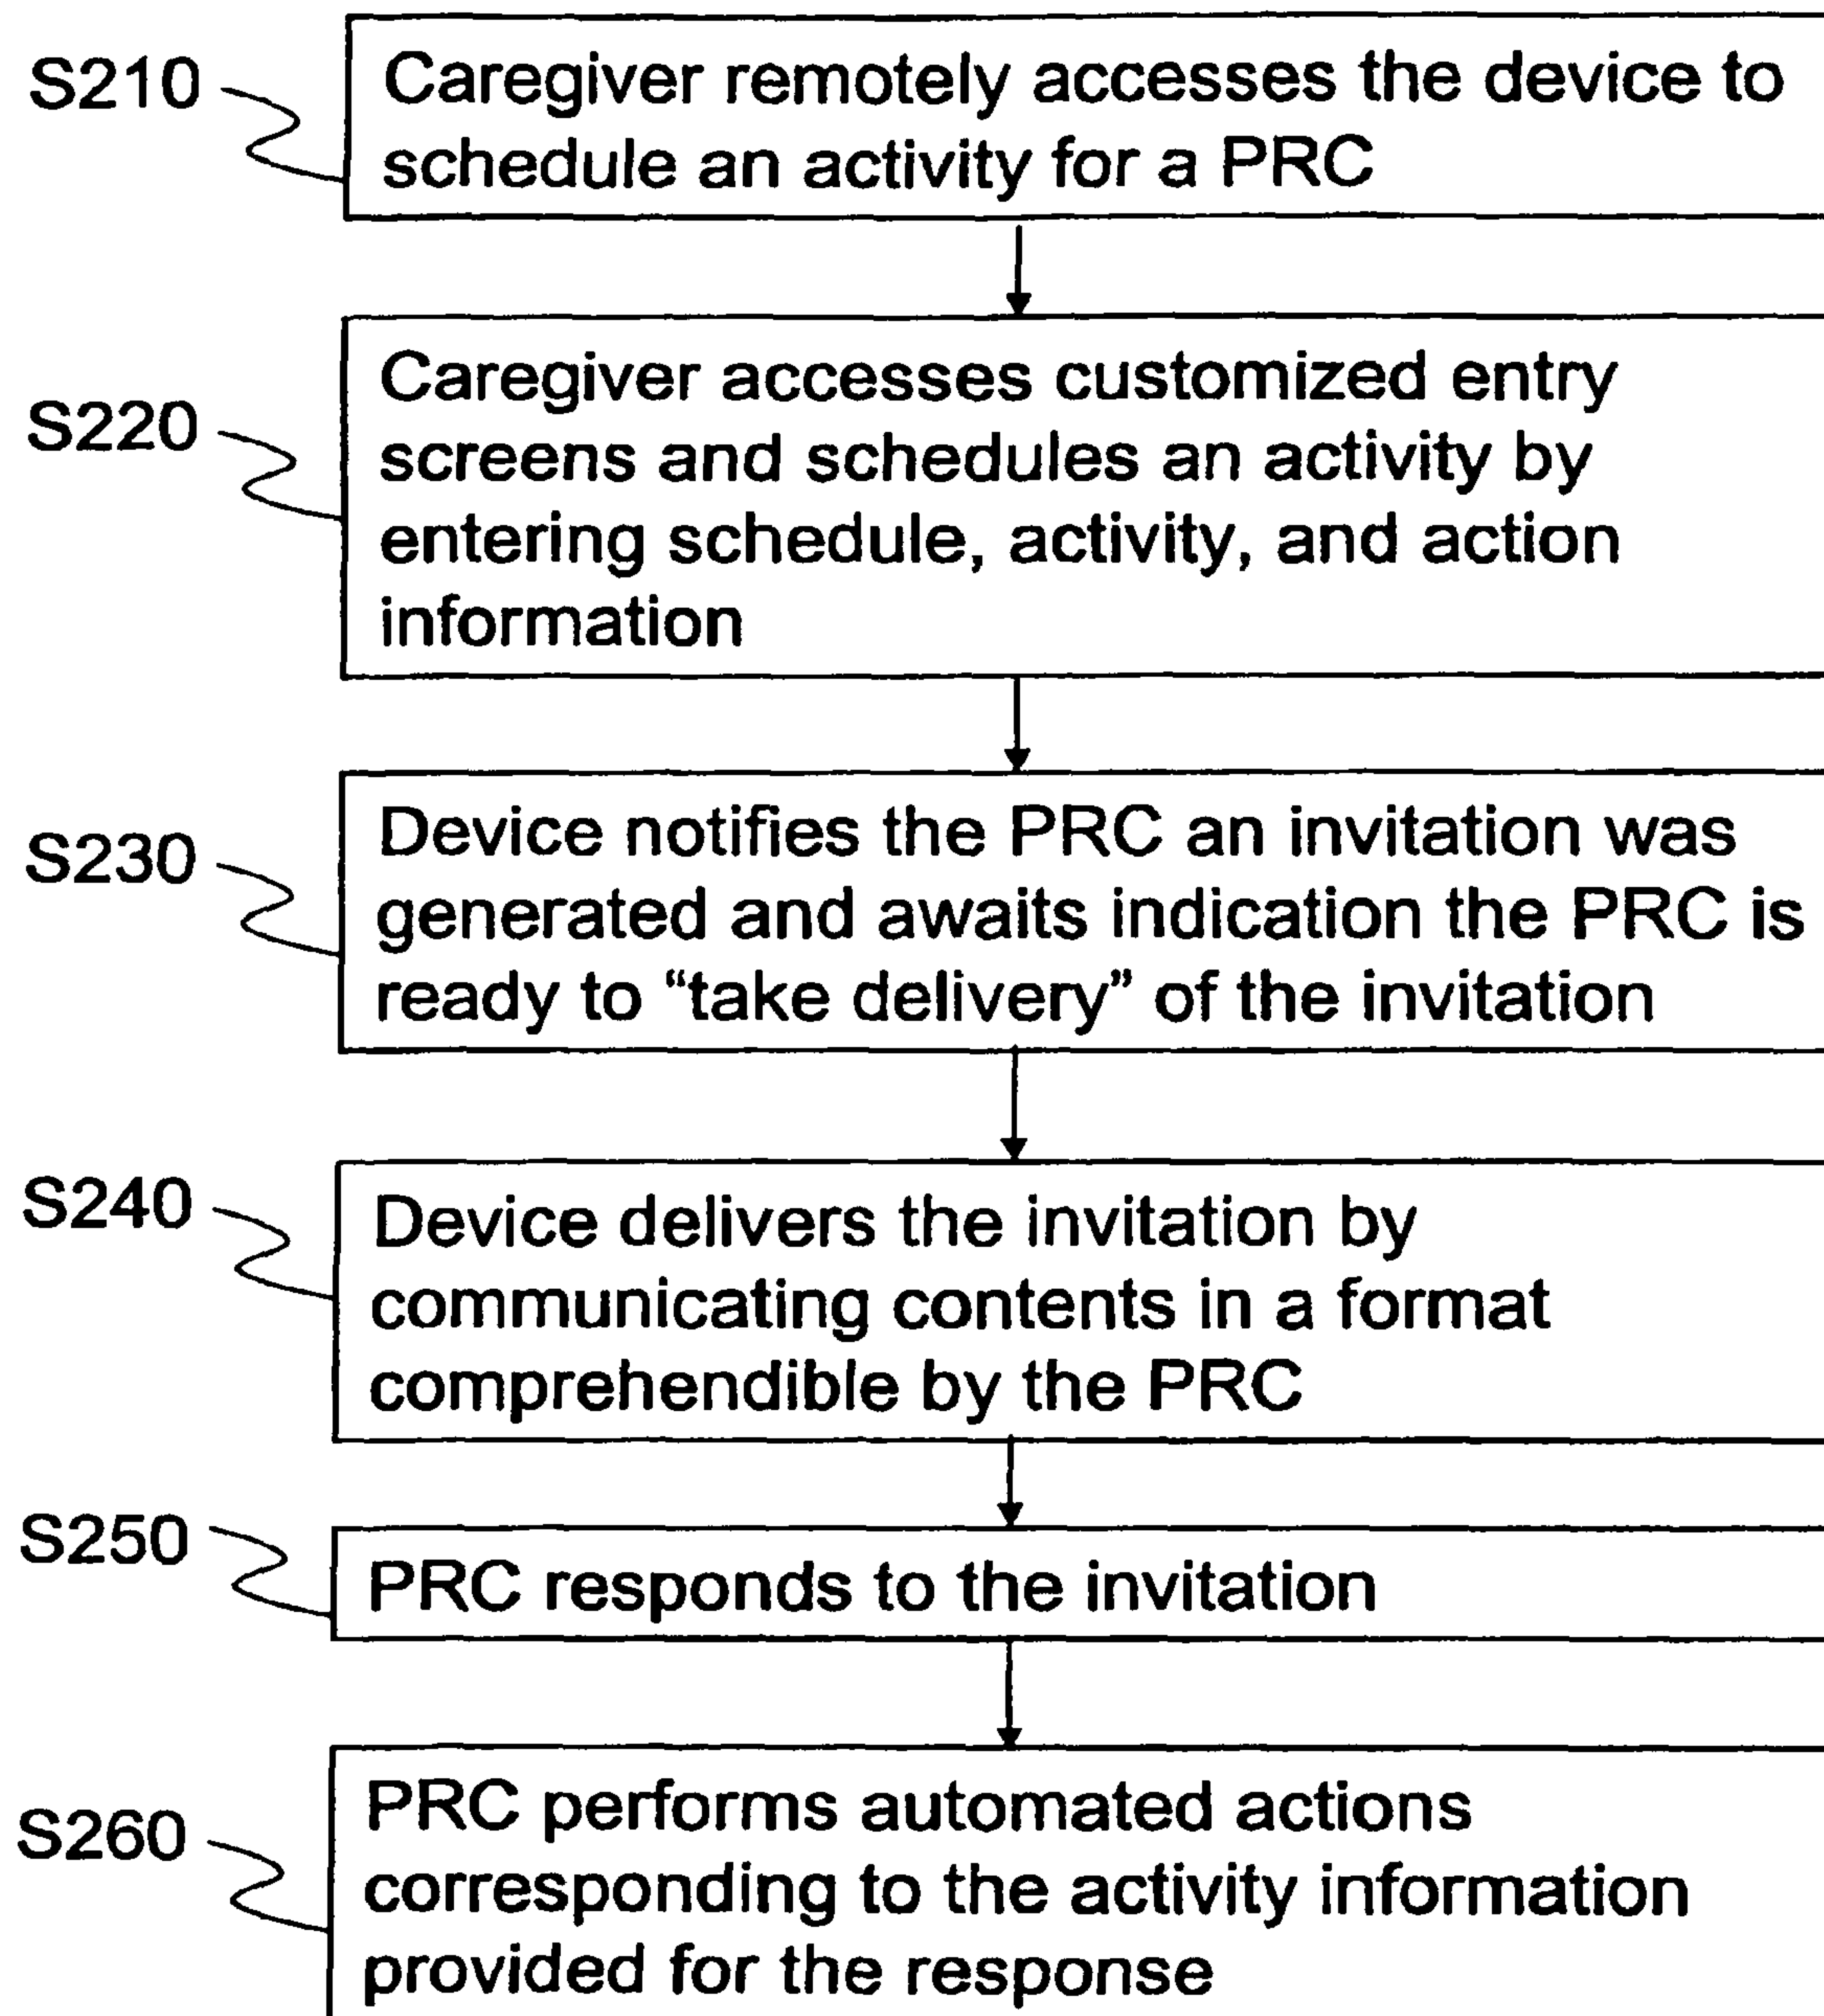 S210
Caregiver remotely accesses the device to
schedule an activity for a PRC
S220
Caregiver accesses customized entry
screens and schedules an activity by
entering schedule, activity, and action
information
S230
Device notifies the PRC an invitation was
generated and awaits indication the PRC is
ready to “take delivery” of the invitation
S240
Device delivers the invitation by
communicating contents in a format
comprehendible by the PRC
S250
PRC responds to the invitation
S260
PRC performs automated actions
corresponding to the activity information
provided for the response